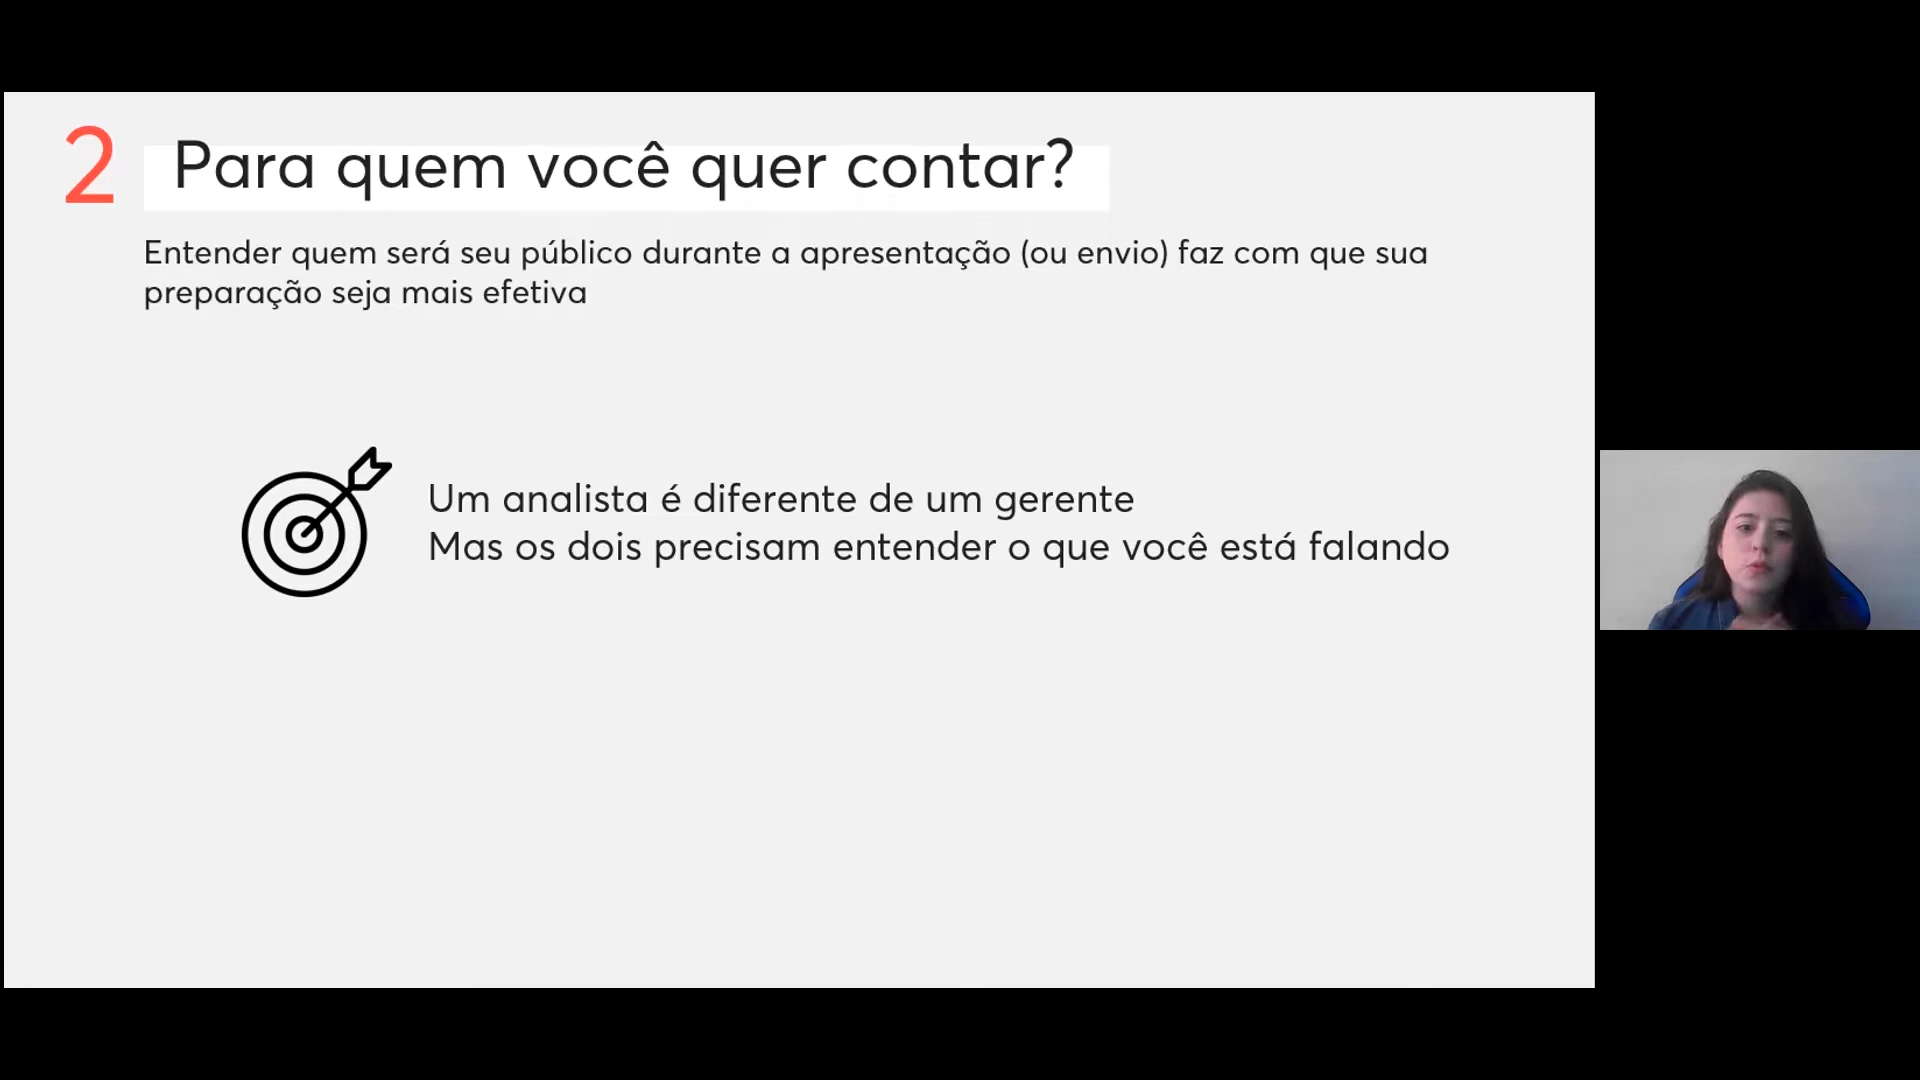 2 Para quem você quer contar?
Entender quem será seu público durante a apresentação (ou envio) faz com que sua
preparação seja mais efetiva
Um analista é diferente de um gerente
Mas os dois precisam entender o que você está falando